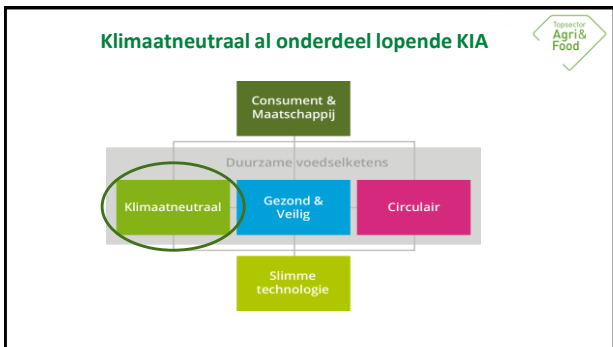 Klimaatneutraal al onderdeel lopende KIA
Topsector
Agri&
Food
Consument &
Maatschappij
Duurzame voedselketens
Klimaatneutraal
Gezond &
Veilig
Circulair
Slimme
technologie